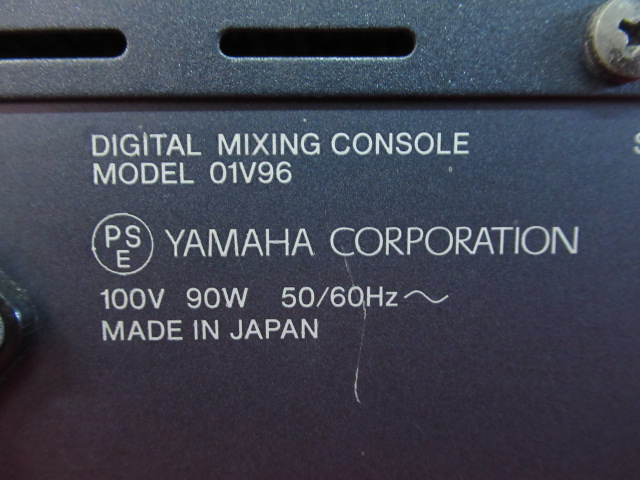 DIGITAL MIXING CONSOLE
MODEL 01V96
PS
E
YAMAHA CORPORATION
100V 90W 50/60Hz ～
MADE IN JAPAN
S